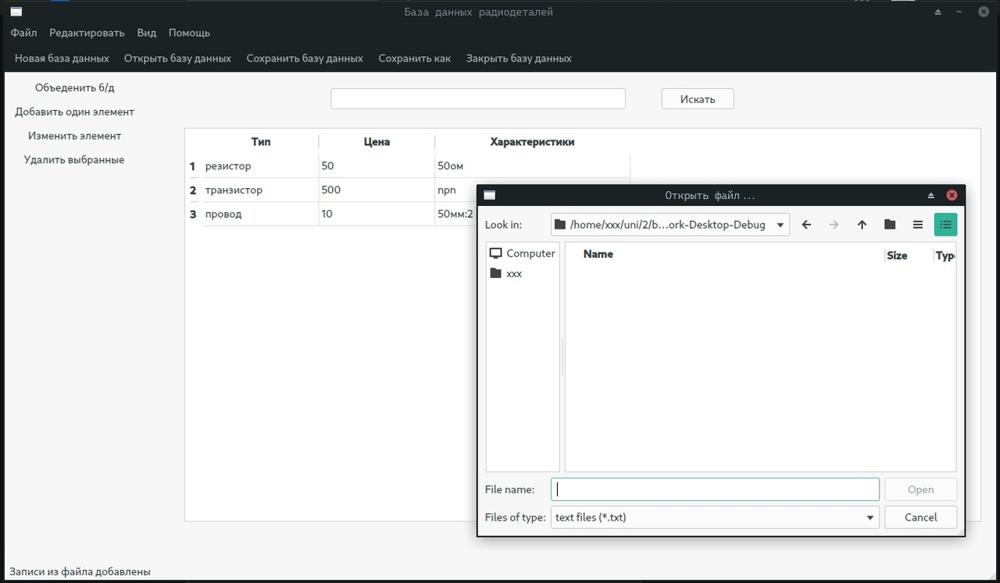 База данных радиодеталей
Файл Редактировать Вид Помощь
Новая база данных Открыть базу данных Сохранить базу данных Сохранить как Закрыть базу данных
Объеденить б/д
Добавить один элемент
Изменить элемент
Удалить выбранные
Искать
Тип Цена Характеристики
1 резистор 50 50ом
2 транзистор 500 npn
3 провод 10 50мм:2
Открыть файл ...
Look in: /home/xxx/uni/2/b...ork-Desktop-Debug
Computer
xxx
Name Size Type
File name: Open
Files of type: text files (*.txt) Cancel
Записи из файла добавлены